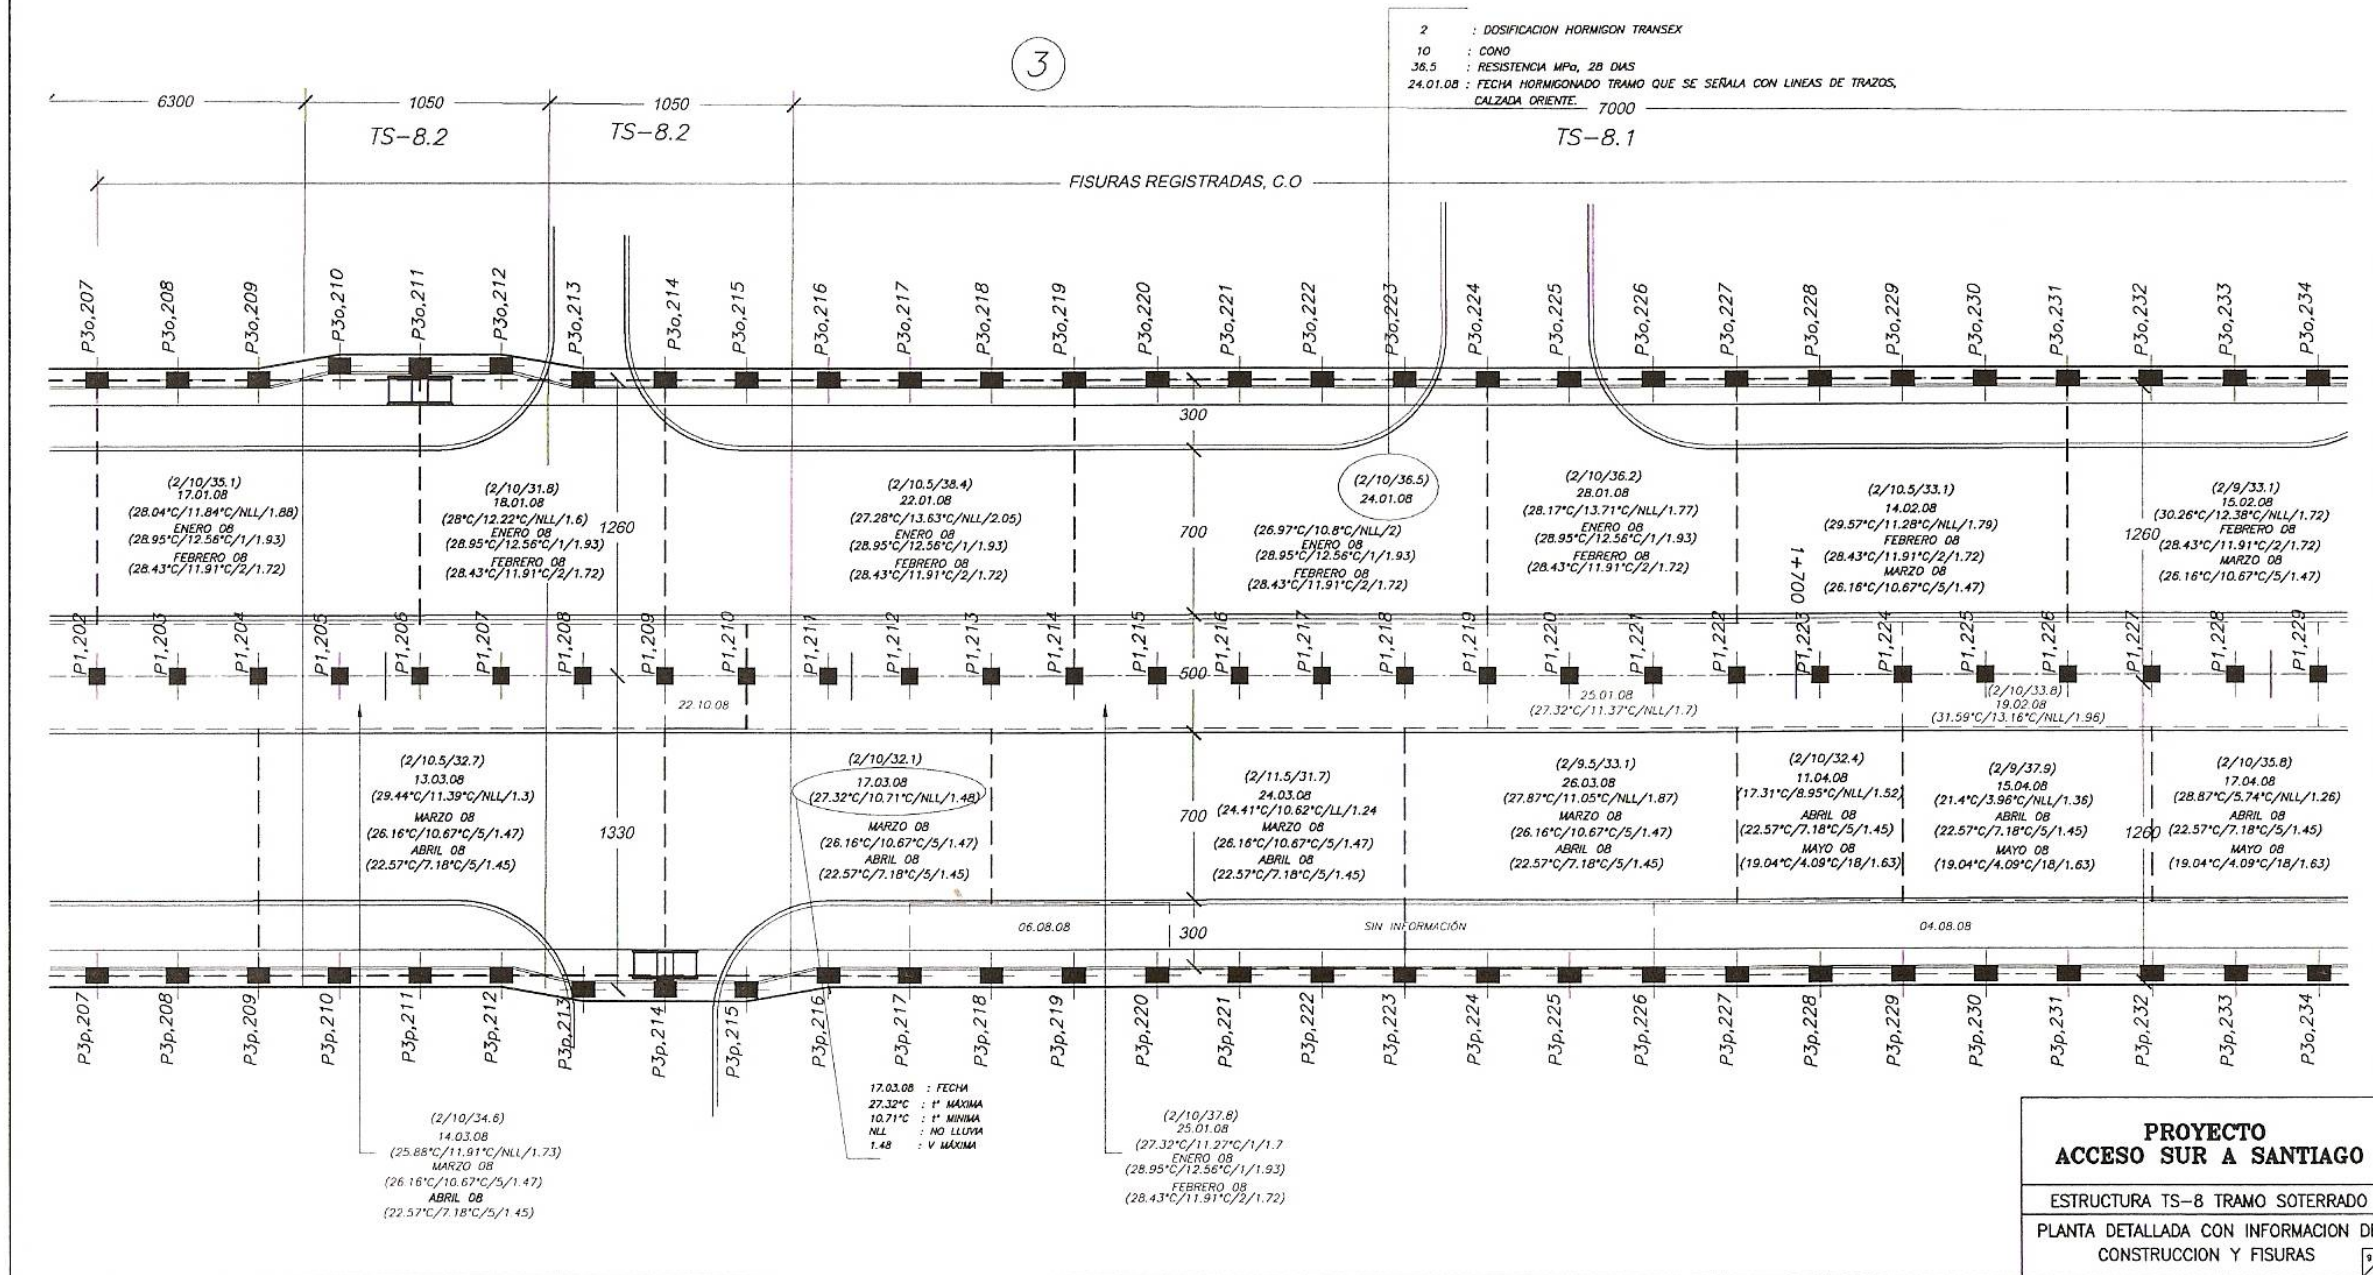 2 : DOSIFICACION HORMIGON TRANSEX
10 : CONO
36.5 : RESISTENCIA MPa, 28 DIAS
24.01.08 : FECHA HORMIGONADO TRAMO QUE SE SEÑALA CON LINEAS DE TRAZOS,
CALZADA ORIENTE.
3
6300 1050 1050 7000
TS-8.2 TS-8.2 TS-8.1
FISURAS REGISTRADAS, C.O
P3o,207 P3o,208 P3o,209 P3o,210 P3o,211 P3o,212 P3o,213 P3o,214 P3o,215 P3o,216 P3o,217 P3o,218 P3o,219 P3o,220 P3o,221 P3o,222 P3o,223 P3o,224 P3o,225 P3o,226 P3o,227 P3o,228 P3o,229 P3o,230 P3o,231 P3o,232 P3o,233 P3o,234
300
(2/10/35.1)
17.01.08
(28.04°C/11.84°C/NLL/1.88)
ENERO 08
(28.95°C/12.56°C/1/1.93)
FEBRERO 08
(28.43°C/11.91°C/2/1.72)
(2/10/31.8)
18.01.08
(28°C/12.22°C/NLL/1.6)
ENERO 08
(28.95°C/12.56°C/1/1.93)
FEBRERO 08
(28.43°C/11.91°C/2/1.72)
1260
(2/10.5/38.4)
22.01.08
(27.28°C/13.63°C/NLL/2.05)
ENERO 08
(28.95°C/12.56°C/1/1.93)
FEBRERO 08
(28.43°C/11.91°C/2/1.72)
700
(2/10/36.5)
24.01.08
(26.97°C/10.8°C/NLL/2)
ENERO 08
(28.95°C/12.56°C/1/1.93)
FEBRERO 08
(28.43°C/11.91°C/2/1.72)
(2/10/36.2)
28.01.08
(28.17°C/13.71°C/NLL/1.77)
ENERO 08
(28.95°C/12.56°C/1/1.93)
FEBRERO 08
(28.43°C/11.91°C/2/1.72)
1+700
(2/10.5/33.1)
14.02.08
(29.57°C/11.28°C/NLL/1.79)
FEBRERO 08
(28.43°C/11.91°C/2/1.72)
MARZO 08
(26.16°C/10.67°C/5/1.47)
1260
(2/9/33.1)
15.02.08
(30.26°C/12.38°C/NLL/1.72)
FEBRERO 08
(28.43°C/11.91°C/2/1.72)
MARZO 08
(26.16°C/10.67°C/5/1.47)
P1,202 P1,203 P1,204 P1,205 P1,206 P1,207 P1,208 P1,209 P1,210 P1,211 P1,212 P1,213 P1,214 P1,215 P1,216 P1,217 P1,218 P1,219 P1,220 P1,221 P1,222 P1,223 P1,224 P1,225 P1,226 P1,227 P1,228 P1,229
500
22.10.08
25.01.08
(27.32°C/11.37°C/NLL/1.7)
(2/10/33.8)
19.02.08
(31.59°C/13.16°C/NLL/1.96)
(2/10.5/32.7)
13.03.08
(29.44°C/11.39°C/NLL/1.3)
MARZO 08
(26.16°C/10.67°C/5/1.47)
ABRIL 08
(22.57°C/7.18°C/5/1.45)
1330
(2/10/32.1)
17.03.08
(27.32°C/10.71°C/NLL/1.48)
MARZO 08
(26.16°C/10.67°C/5/1.47)
ABRIL 08
(22.57°C/7.18°C/5/1.45)
700
(2/11.5/31.7)
24.03.08
(24.41°C/10.62°C/LL/1.24
MARZO 08
(26.16°C/10.67°C/5/1.47)
ABRIL 08
(22.57°C/7.18°C/5/1.45)
(2/9.5/33.1)
26.03.08
(27.87°C/11.05°C/NLL/1.87)
MARZO 08
(26.16°C/10.67°C/5/1.47)
ABRIL 08
(22.57°C/7.18°C/5/1.45)
(2/10/32.4)
11.04.08
(17.31°C/8.95°C/NLL/1.52)
ABRIL 08
(22.57°C/7.18°C/5/1.45)
MAYO 08
(19.04°C/4.09°C/18/1.63)
(2/9/37.9)
15.04.08
(21.4°C/3.96°C/NLL/1.36)
ABRIL 08
(22.57°C/7.18°C/5/1.45)
MAYO 08
(19.04°C/4.09°C/18/1.63)
1260
(2/10/35.8)
17.04.08
(28.87°C/5.74°C/NLL/1.26)
ABRIL 08
(22.57°C/7.18°C/5/1.45)
MAYO 08
(19.04°C/4.09°C/18/1.63)
06.08.08 300 SIN INFORMACIÓN 04.08.08
P3p,207 P3p,208 P3p,209 P3p,210 P3p,211 P3p,212 P3p,213 P3p,214 P3p,215 P3p,216 P3p,217 P3p,218 P3p,219 P3p,220 P3p,221 P3p,222 P3p,223 P3p,224 P3p,225 P3p,226 P3p,227 P3p,228 P3p,229 P3p,230 P3p,231 P3p,232 P3p,233 P3o,234
(2/10/34.6)
14.03.08
(25.88°C/11.91°C/NLL/1.73)
MARZO 08
(26.16°C/10.67°C/5/1.47)
ABRIL 08
(22.57°C/7.18°C/5/1.45)
17.03.08 : FECHA
27.32°C : t° MÁXIMA
10.71°C : t° MINIMA
NLL : NO LLUVIA
1.48 : V MÁXIMA
(2/10/37.8)
25.01.08
(27.32°C/11.27°C/1/1.7
ENERO 08
(28.95°C/12.56°C/1/1.93)
FEBRERO 08
(28.43°C/11.91°C/2/1.72)
PROYECTO
ACCESO SUR A SANTIAGO
ESTRUCTURA TS-8 TRAMO SOTERRADO
PLANTA DETALLADA CON INFORMACION DE
CONSTRUCCION Y FISURAS